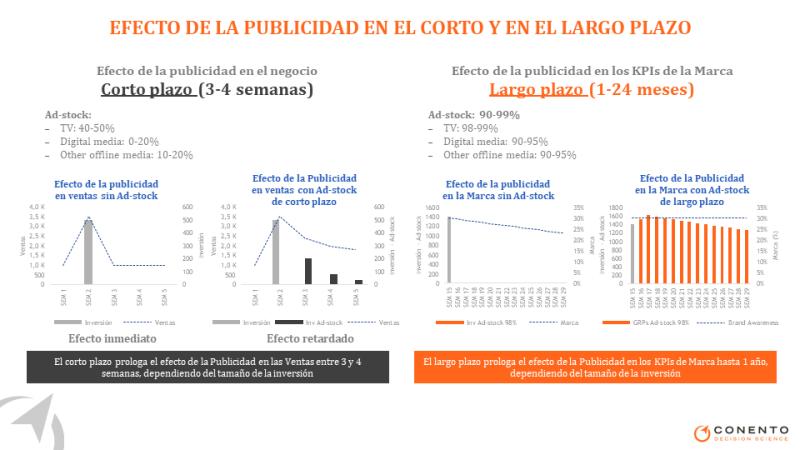 EFECTO DE LA PUBLICIDAD EN EL CORTO Y EN EL LARGO PLAZO
Efecto de la publicidad en el negocio
Corto plazo (3-4 semanas)
Ad-stock:
– TV: 40-50%
– Digital media: 0-20%
– Other offline media: 10-20%
Efecto de la publicidad
en ventas sin Ad-stock
4,0 K
3,5 K
3,0 K
2,5 K
2,0 K
1,5 K
1,0 K
500
0
Ventas
600
500
400
300
200
100
0
Inversión
SEM 1
SEM 2
SEM 3
SEM 4
SEM 5
Inversión
Ventas
Efecto inmediato
Efecto de la Publicidad
en ventas con Ad-stock
de corto plazo
4,0 K
3,5 K
3,0 K
2,5 K
2,0 K
1,5 K
1,0 K
500
0
Ventas
600
500
400
300
200
100
0
Inversión - Ad stock
SEM 1
SEM 2
SEM 3
SEM 4
SEM 5
Inversión
Inv Ad-stock
Ventas
Efecto retardado
El corto plazo prologa el efecto de la Publicidad en las Ventas entre 3 y 4
semanas, dependiendo del tamaño de la inversión
Efecto de la publicidad en los KPIs de la Marca
Largo plazo (1-24 meses)
Ad-stock: 90-99%
– TV: 98-99%
– Digital media: 90-95%
– Other offline media: 90-95%
Efecto de la publicidad
en la Marca sin Ad-stock
1600
1400
1200
1000
800
600
400
200
0
Inversión - Ad stock
35%
30%
25%
20%
15%
10%
5%
0%
Marca
SEM 15
SEM 16
SEM 17
SEM 18
SEM 19
SEM 20
SEM 21
SEM 22
SEM 23
SEM 24
SEM 25
SEM 26
SEM 27
SEM 28
SEM 29
Inv Ad-stock 98%
Marca
Efecto de la Publicidad
en la Marca con Ad-stock
de largo plazo
1800
1600
1400
1200
1000
800
600
400
200
0
Inversión - Ad stock
35%
30%
25%
20%
15%
10%
5%
0%
Marca (%)
SEM 15
SEM 16
SEM 17
SEM 18
SEM 19
SEM 20
SEM 21
SEM 22
SEM 23
SEM 24
SEM 25
SEM 26
SEM 27
SEM 28
SEM 29
GRPs Ad stock 98%
Brand Awareness
El largo plazo prologa el efecto de la Publicidad en los KPIs de Marca hasta 1 año,
dependiendo del tamaño de la inversión
CONENTO
DECISION SCIENCE